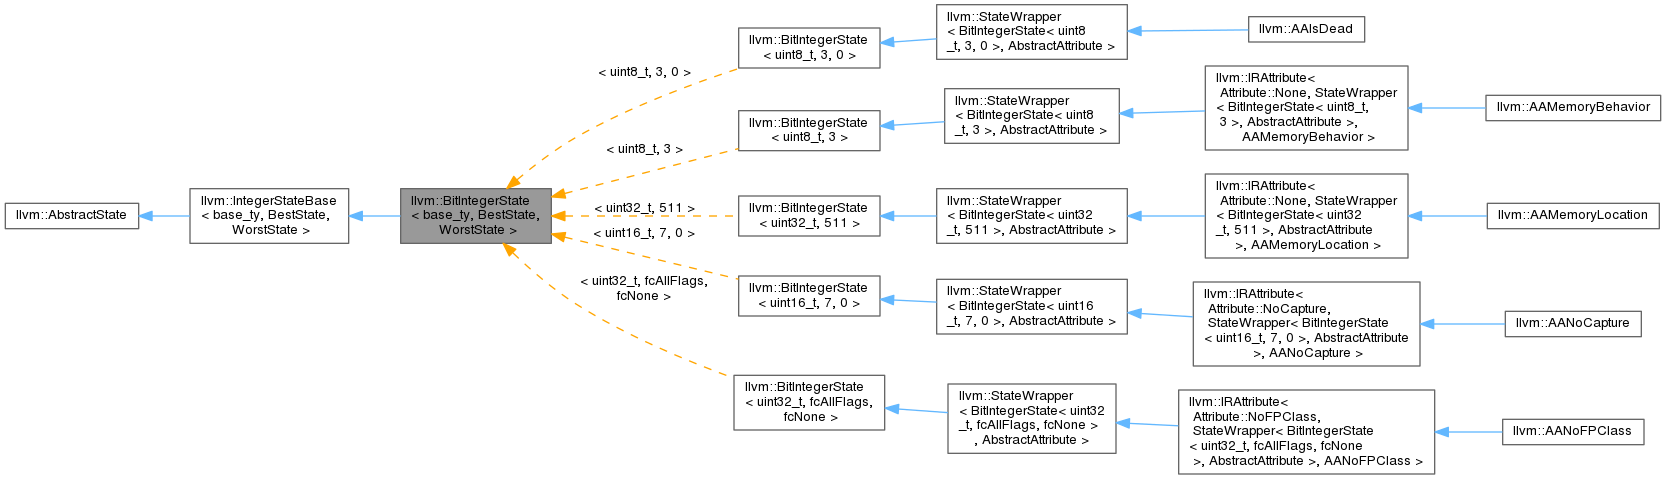 llvm::AbstractState
llvm::IntegerStateBase
< base_ty, BestState,
WorstState >
llvm::BitIntegerState
< base_ty, BestState,
WorstState >
< uint8_t, 3, 0 >
< uint8_t, 3 >
< uint32_t, 511 >
< uint16_t, 7, 0 >
< uint32_t, fcAllFlags,
fcNone >
llvm::BitIntegerState
< uint8_t, 3, 0 >
llvm::StateWrapper
< BitIntegerState< uint8
_t, 3, 0 >, AbstractAttribute >
llvm::AAIsDead
llvm::BitIntegerState
< uint8_t, 3 >
llvm::StateWrapper
< BitIntegerState< uint8
_t, 3 >, AbstractAttribute >
llvm::IRAttribute<
Attribute::None, StateWrapper
< BitIntegerState< uint8_t,
3 >, AbstractAttribute >,
AAMemoryBehavior >
llvm::AAMemoryBehavior
llvm::BitIntegerState
< uint32_t, 511 >
llvm::StateWrapper
< BitIntegerState< uint32
_t, 511 >, AbstractAttribute >
llvm::IRAttribute<
Attribute::None, StateWrapper
< BitIntegerState< uint32
_t, 511 >, AbstractAttribute
>, AAMemoryLocation >
llvm::AAMemoryLocation
llvm::BitIntegerState
< uint16_t, 7, 0 >
llvm::StateWrapper
< BitIntegerState< uint16
_t, 7, 0 >, AbstractAttribute >
llvm::IRAttribute<
Attribute::NoCapture,
StateWrapper< BitIntegerState
< uint16_t, 7, 0 >, AbstractAttribute
>, AANoCapture >
llvm::AANoCapture
llvm::BitIntegerState
< uint32_t, fcAllFlags,
fcNone >
llvm::StateWrapper
< BitIntegerState< uint32
_t, fcAllFlags, fcNone >
, AbstractAttribute >
llvm::IRAttribute<
Attribute::NoFPClass,
StateWrapper< BitIntegerState
< uint32_t, fcAllFlags, fcNone
>, AbstractAttribute >, AANoFPClass >
llvm::AANoFPClass